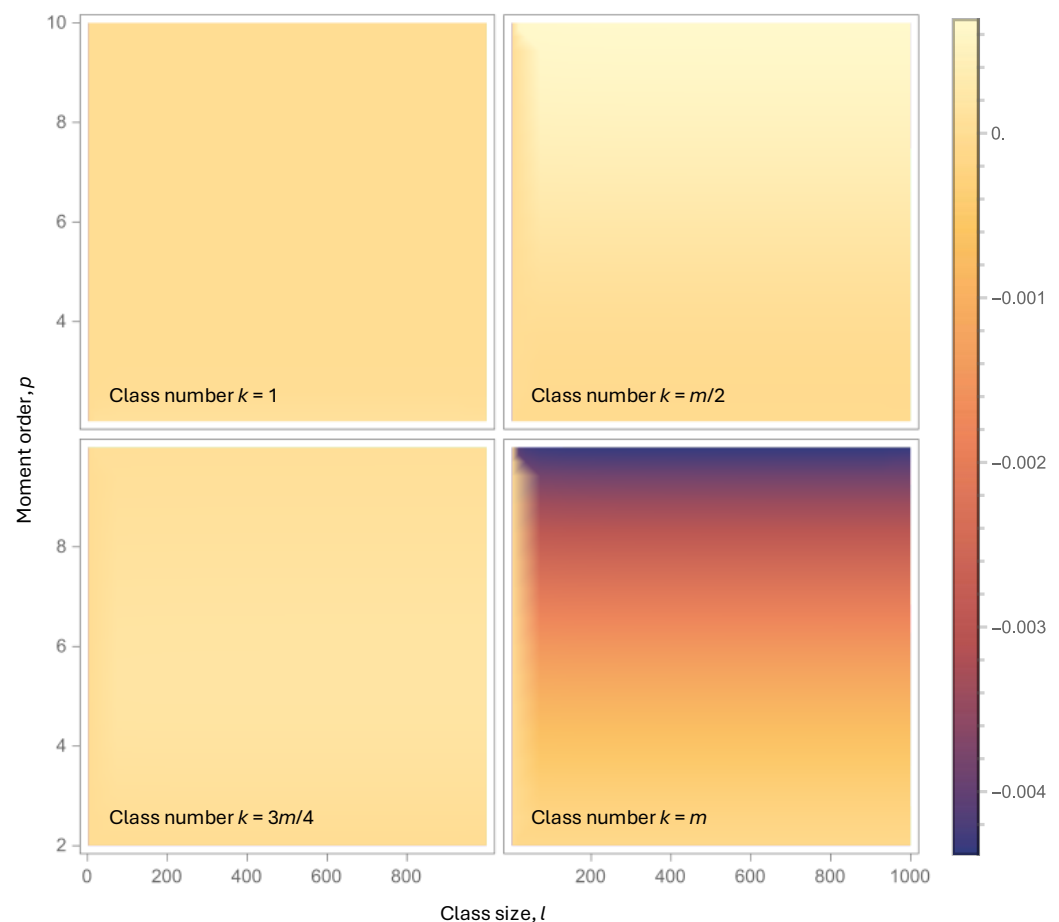 10
8
6
4
Class number k = 1
Class number k = m/2
0.
−0.001
−0.002
−0.003
−0.004
Moment order, p
8
6
4
2
Class number k = 3m/4
Class number k = m
0 200 400 600 800
200 400 600 800 1000
Class size, l